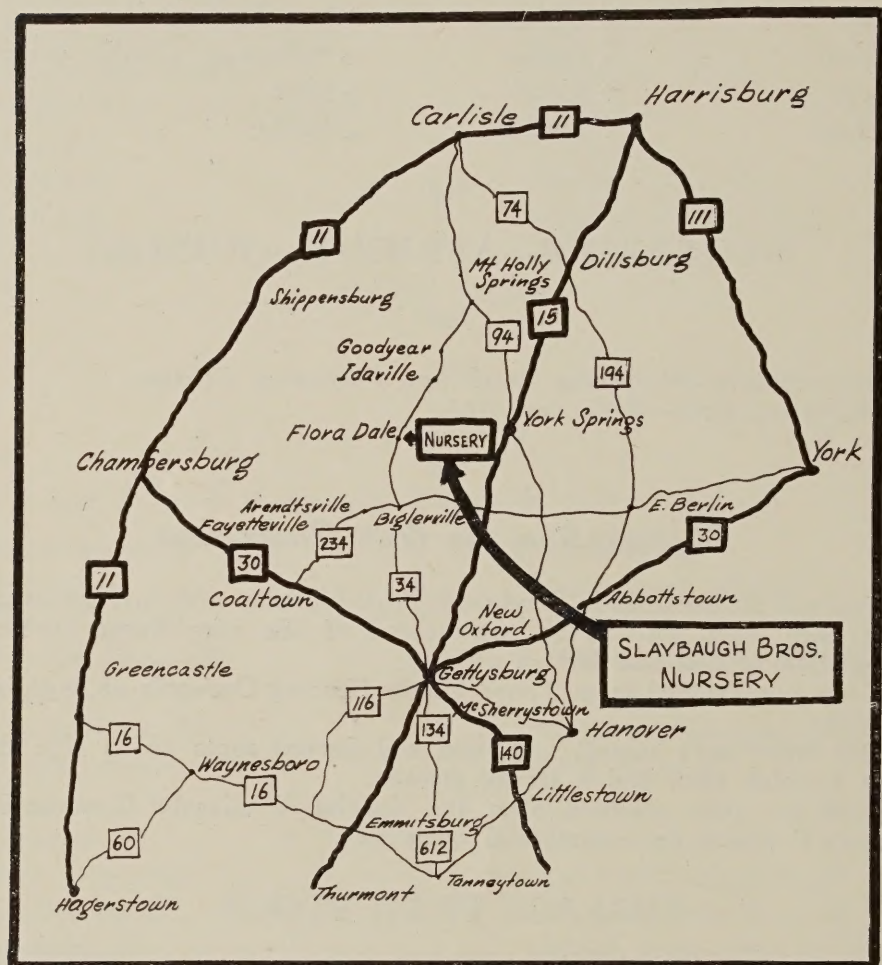 Harrisburg
Carlisle
11
11
74
111
Mt Holly
Springs
Dillsburg
Shippensburg
15
94
Goodyear
Idaville
194
Flora Dale
NURSERY
York Springs
Chambersburg
York
Arendtsville
Fayetteville
Biglerville
E. Berlin
234
30
30
34
11
Coaltown
New
Oxford
Abbottstown
SLAYBAUGH BROS.
NURSERY
Greencastle
Gettysburg
116
McSherrystown
134
Hanover
16
140
Waynesboro
16
Littlestown
Emmitsburg
60
612
Taneytown
Thurmont
Hagerstown